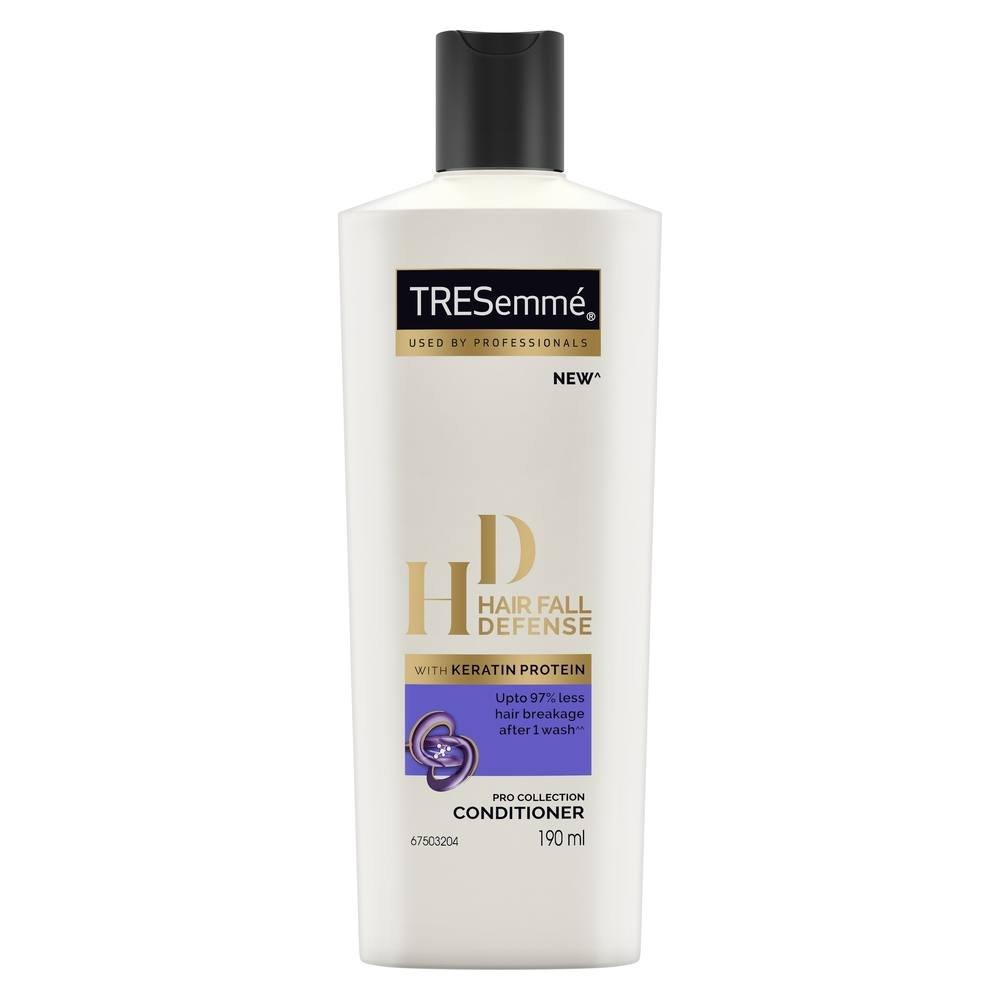 TRESemmé®
USED BY PROFESSIONALS
NEW^
HD
HAIR FALL
DEFENSE
WITH KERATIN PROTEIN
Upto 97% less
hair breakage
after 1 wash^^
PRO COLLECTION
CONDITIONER
67503204
190 ml